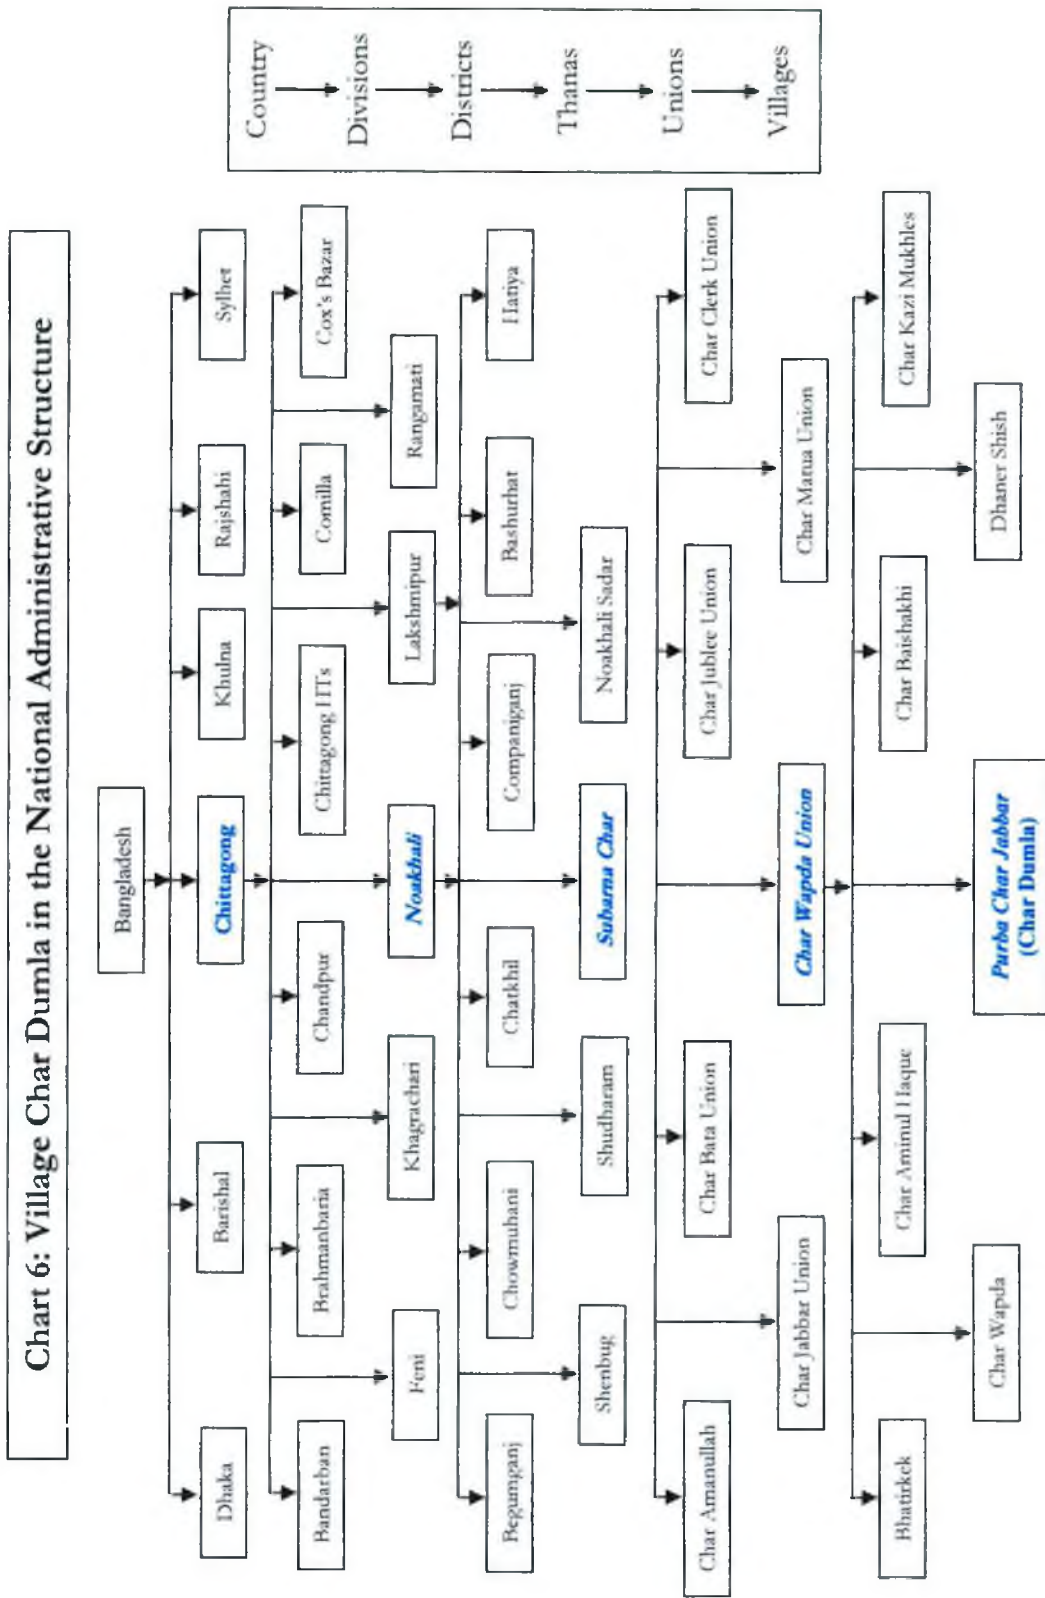 Chart 6: Village Char Dumla in the National Administrative Structure
Bangladesh
Dhaka
Barishal
Chittagong
Khulna
Rajshahi
Sylhet
Bandarban
Brahmanbaria
Chandpur
Chittagong HTs
Comilla
Cox's Bazar
Feni
Khagrachari
Noakhali
Lakshmipur
Rangamati
Begumganj
Chowmuhani
Chatkhil
Companiganj
Bashurhat
Hatiya
Shenbug
Shudharam
Subarna Char
Noakhali Sadar
Char Amanullah
Char Bata Union
Char Jublee Union
Char Clerk Union
Char Jabbar Union
Char Wapda Union
Char Matua Union
Bhatirkek
Char Aminul Haque
Char Baishakhi
Char Kazi Mukhles
Char Wapda
Purba Char Jabbar
(Char Dumla)
Dhaner Shish
Country
Divisions
Districts
Thanas
Unions
Villages